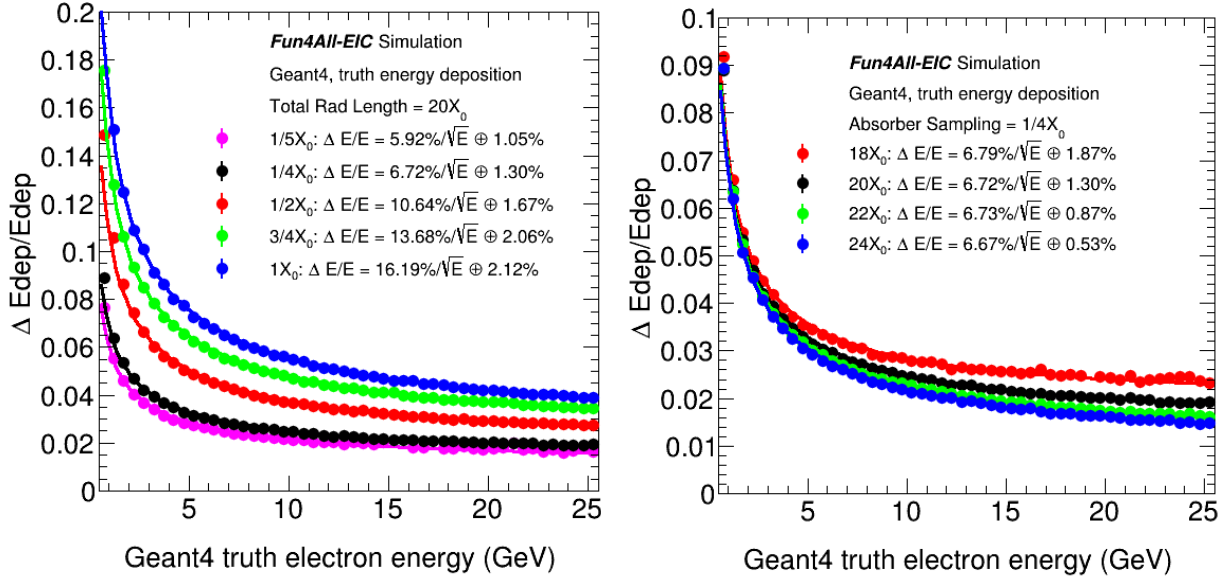 0.2
0.18
0.16
0.14
0.12
0.1
0.08
0.06
0.04
0.02
0
Δ Edep/Edep
Fun4All-EIC Simulation
Geant4, truth energy deposition
Total Rad Length = 20X₀
1/5X₀: Δ E/E = 5.92%/√E ⊕ 1.05%
1/4X₀: Δ E/E = 6.72%/√E ⊕ 1.30%
1/2X₀: Δ E/E = 10.64%/√E ⊕ 1.67%
3/4X₀: Δ E/E = 13.68%/√E ⊕ 2.06%
1X₀: Δ E/E = 16.19%/√E ⊕ 2.12%
5 10 15 20 25
Geant4 truth electron energy (GeV)
0.1
0.09
0.08
0.07
0.06
0.05
0.04
0.03
0.02
0.01
0
Δ Edep/Edep
Fun4All-EIC Simulation
Geant4, truth energy deposition
Absorber Sampling = 1/4X₀
18X₀: Δ E/E = 6.79%/√E ⊕ 1.87%
20X₀: Δ E/E = 6.72%/√E ⊕ 1.30%
22X₀: Δ E/E = 6.73%/√E ⊕ 0.87%
24X₀: Δ E/E = 6.67%/√E ⊕ 0.53%
5 10 15 20 25
Geant4 truth electron energy (GeV)